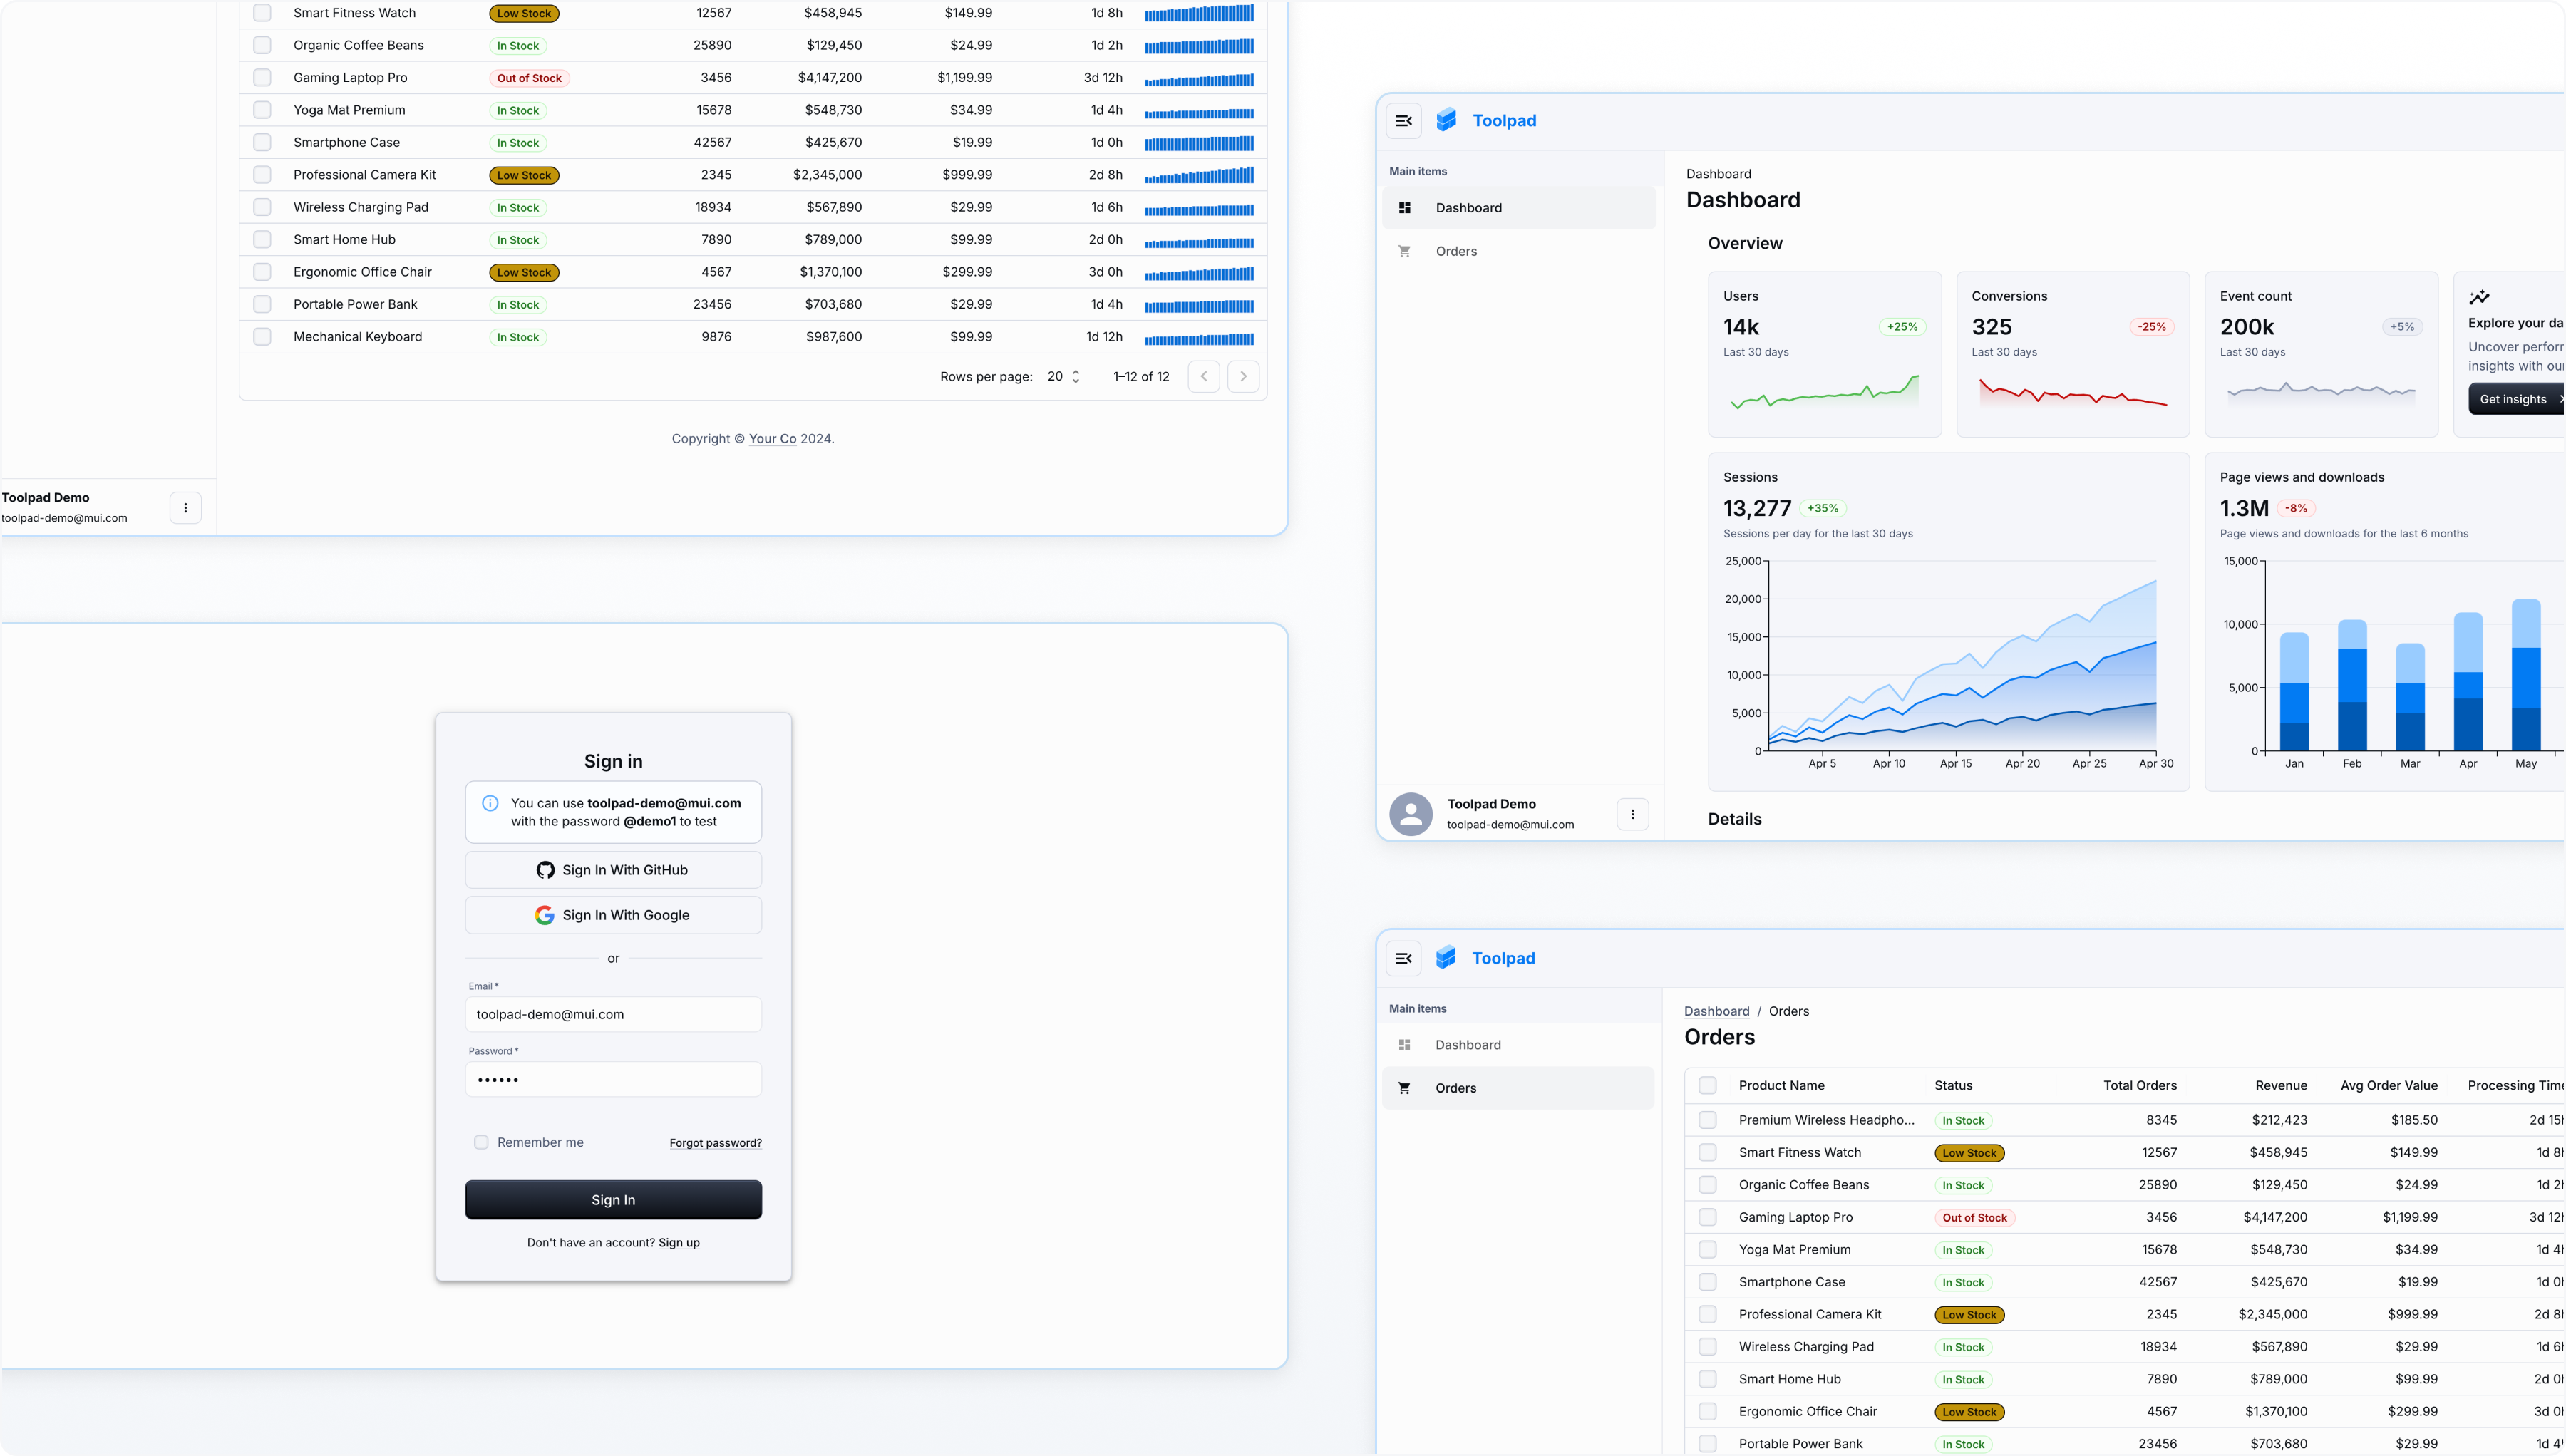 Smart Fitness Watch Low Stock 12567 $458,945 $149.99 1d 8h
Organic Coffee Beans In Stock 25890 $129,450 $24.99 1d 2h
Gaming Laptop Pro Out of Stock 3456 $4,147,200 $1,199.99 3d 12h
Yoga Mat Premium In Stock 15678 $548,730 $34.99 1d 4h
Smartphone Case In Stock 42567 $425,670 $19.99 1d 0h
Professional Camera Kit Low Stock 2345 $2,345,000 $999.99 2d 8h
Wireless Charging Pad In Stock 18934 $567,890 $29.99 1d 6h
Smart Home Hub In Stock 7890 $789,000 $99.99 2d 0h
Ergonomic Office Chair Low Stock 4567 $1,370,100 $299.99 3d 0h
Portable Power Bank In Stock 23456 $703,680 $29.99 1d 4h
Mechanical Keyboard In Stock 9876 $987,600 $99.99 1d 12h
Rows per page: 20 1–12 of 12
Copyright © Your Co 2024.
Toolpad Demo
toolpad-demo@mui.com
Sign in
You can use toolpad-demo@mui.com
with the password @demo1 to test
Sign In With GitHub
Sign In With Google
or
Email *
toolpad-demo@mui.com
Password *
Remember me Forgot password?
Sign In
Don't have an account? Sign up
Toolpad
Main items
Dashboard
Orders
Dashboard
Dashboard
Overview
Users
14k +25%
Last 30 days
Conversions
325 -25%
Last 30 days
Event count
200k +5%
Last 30 days
Explore your da
Uncover perfor
insights with ou
Get insights
Sessions
13,277 +35%
Sessions per day for the last 30 days
25,000
20,000
15,000
10,000
5,000
0
Apr 5 Apr 10 Apr 15 Apr 20 Apr 25 Apr 30
Page views and downloads
1.3M -8%
Page views and downloads for the last 6 months
15,000
10,000
5,000
0
Jan Feb Mar Apr May
Details
Toolpad Demo
toolpad-demo@mui.com
Toolpad
Main items
Dashboard
Orders
Dashboard / Orders
Orders
Product Name Status Total Orders Revenue Avg Order Value Processing Time
Premium Wireless Headpho... In Stock 8345 $212,423 $185.50 2d 15h
Smart Fitness Watch Low Stock 12567 $458,945 $149.99 1d 8h
Organic Coffee Beans In Stock 25890 $129,450 $24.99 1d 2h
Gaming Laptop Pro Out of Stock 3456 $4,147,200 $1,199.99 3d 12h
Yoga Mat Premium In Stock 15678 $548,730 $34.99 1d 4h
Smartphone Case In Stock 42567 $425,670 $19.99 1d 0h
Professional Camera Kit Low Stock 2345 $2,345,000 $999.99 2d 8h
Wireless Charging Pad In Stock 18934 $567,890 $29.99 1d 6h
Smart Home Hub In Stock 7890 $789,000 $99.99 2d 0h
Ergonomic Office Chair Low Stock 4567 $1,370,100 $299.99 3d 0h
Portable Power Bank In Stock 23456 $703,680 $29.99 1d 4h